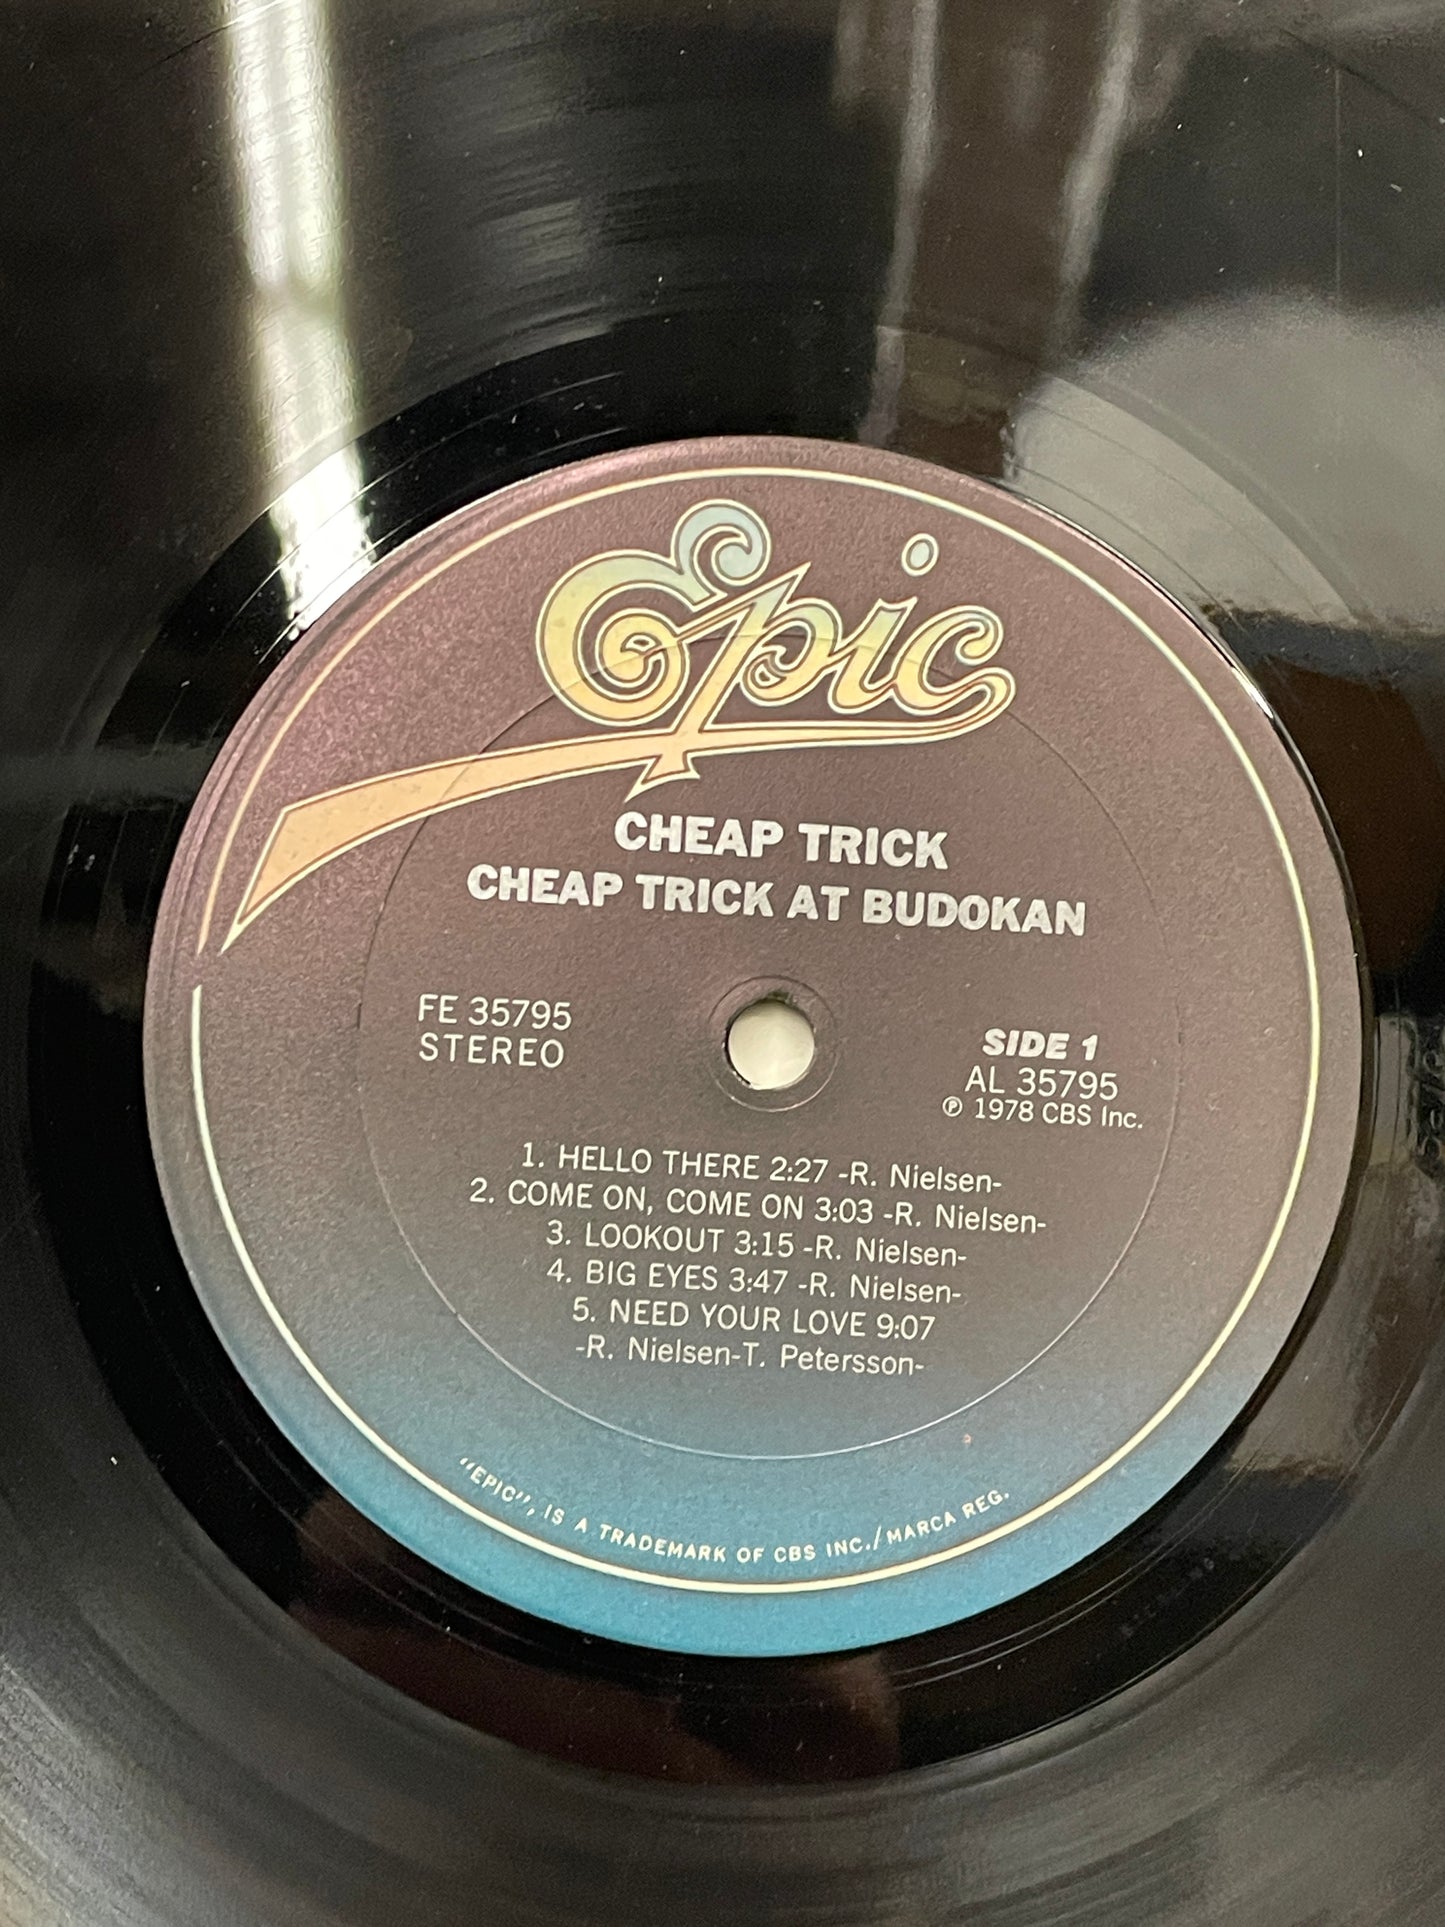 Epic
CHEAP TRICK
CHEAP TRICK AT BUDOKAN
FE 35795
STEREO
SIDE 1
AL 35795
℗ 1978 CBS Inc.
1. HELLO THERE 2:27 -R. Nielsen-
2. COME ON, COME ON 3:03 -R. Nielsen-
3. LOOKOUT 3:15 -R. Nielsen-
4. BIG EYES 3:47 -R. Nielsen-
5. NEED YOUR LOVE 9:07
-R. Nielsen-T. Petersson-
"EPIC", IS A TRADEMARK OF CBS INC./MARCA REG.